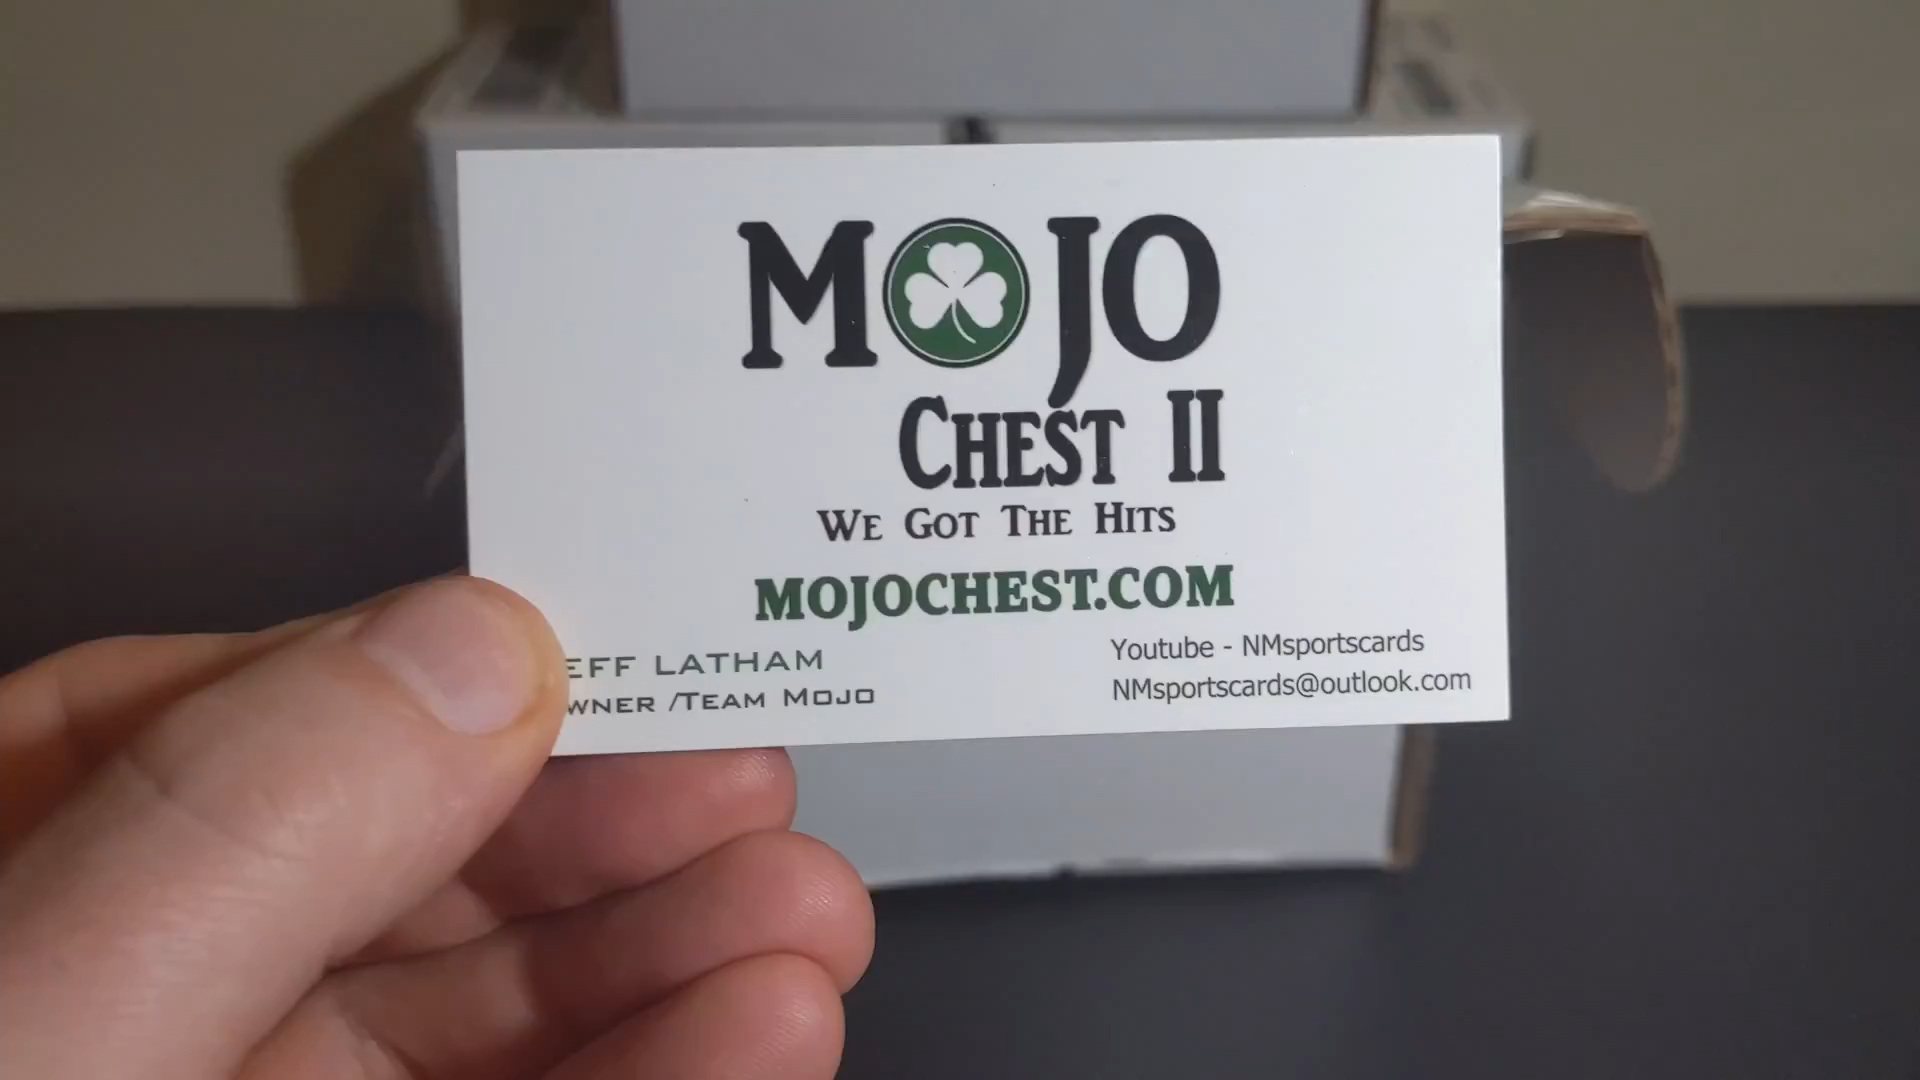 MOJO
CHEST II
WE GOT THE HITS
MOJOCHEST.COM
EFF LATHAM
WNER /TEAM MOJO
Youtube - NMsportscards
NMsportscards@outlook.com